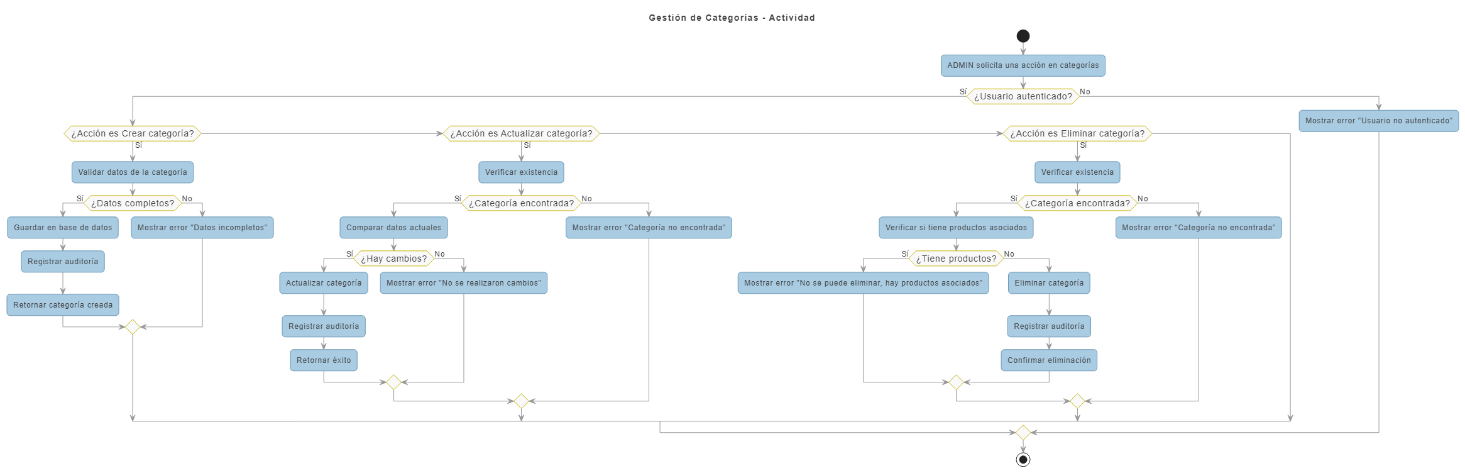 Gestión de Categorías - Actividad
ADMIN solicita una acción en categorías
Sí
¿Usuario autenticado?
No
Mostrar error "Usuario no autenticado"
¿Acción es Crear categoría?
Sí
¿Acción es Actualizar categoría?
Sí
¿Acción es Eliminar categoría?
Sí
Validar datos de la categoría
Verificar existencia
Verificar existencia
Sí
¿Datos completos?
No
Sí
¿Categoría encontrada?
No
Sí
¿Categoría encontrada?
No
Guardar en base de datos
Mostrar error "Datos incompletos"
Comparar datos actuales
Mostrar error "Categoría no encontrada"
Verificar si tiene productos asociados
Mostrar error "Categoría no encontrada"
Registrar auditoría
Sí
¿Hay cambios?
No
Sí
¿Tiene productos?
No
Actualizar categoría
Mostrar error "No se realizaron cambios"
Mostrar error "No se puede eliminar, hay productos asociados"
Eliminar categoría
Retornar categoría creada
Registrar auditoría
Registrar auditoría
Retornar éxito
Confirmar eliminación